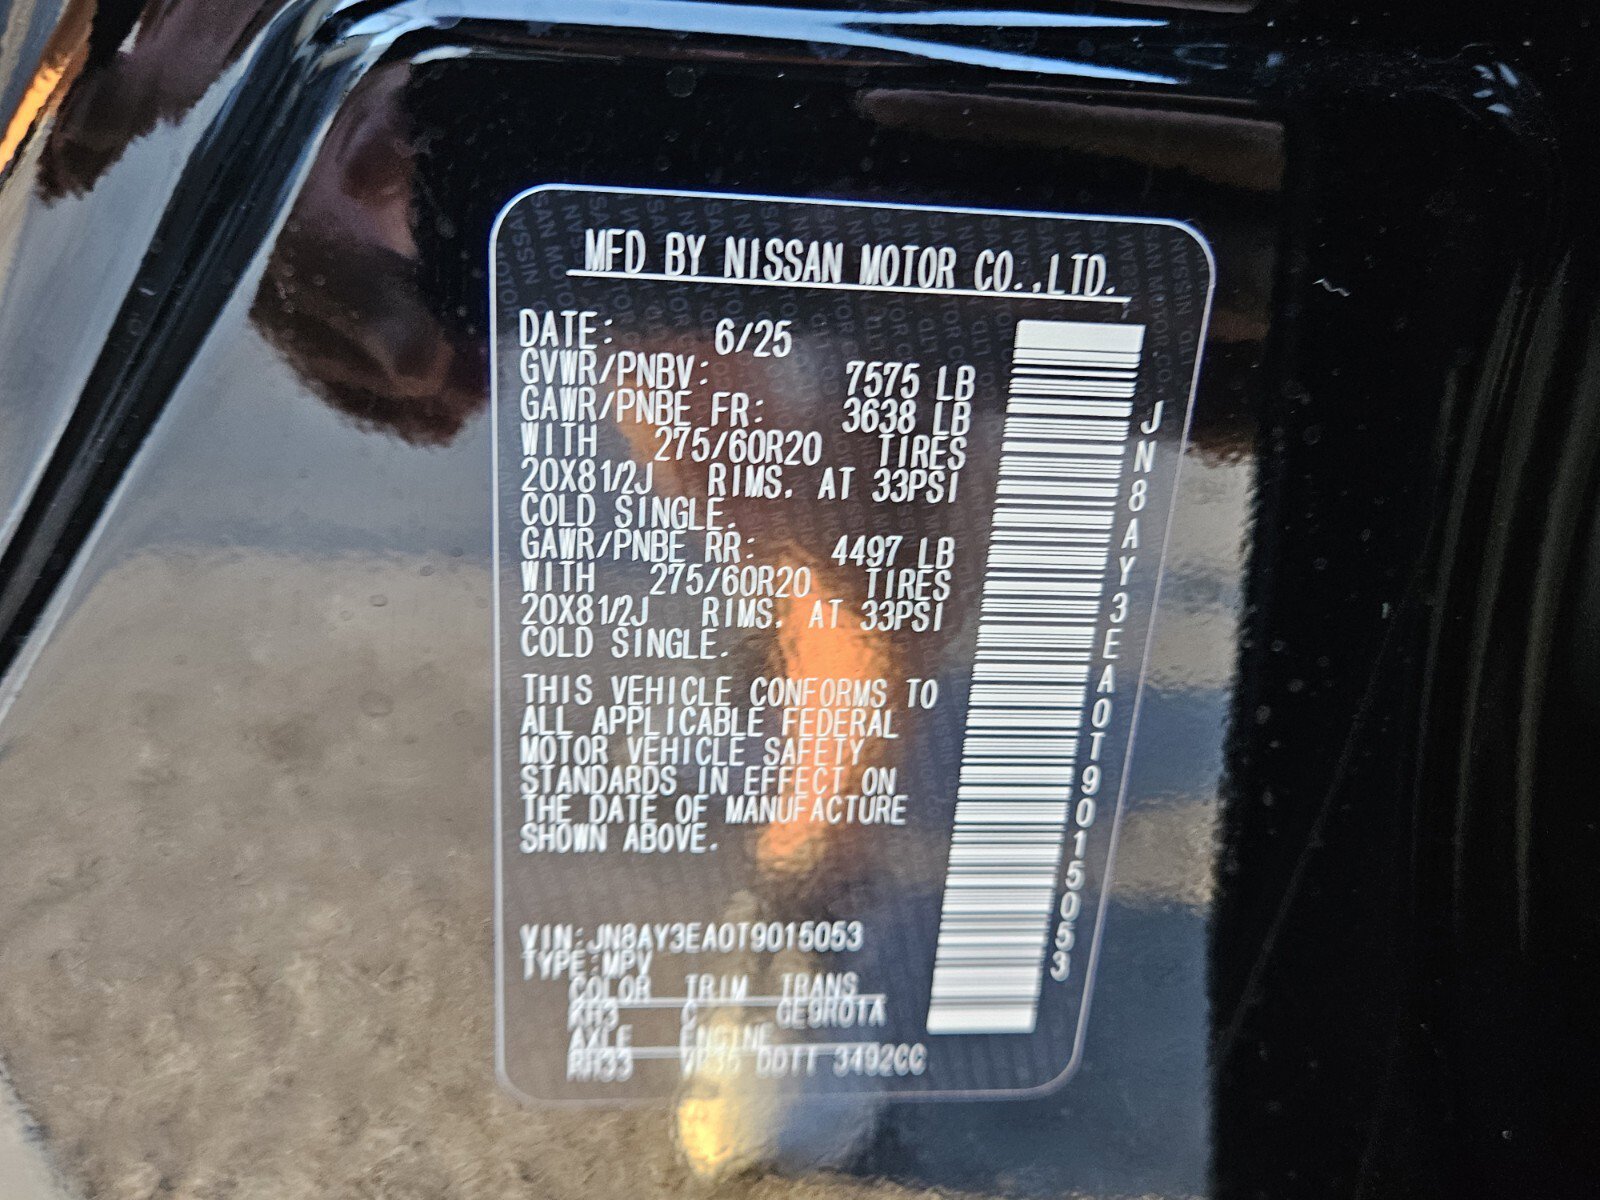 MFD BY NISSAN MOTOR CO.,LTD.
DATE: 6/25
GVWR/PNBV: 7575 LB
GAWR/PNBE FR: 3638 LB
WITH 275/60R20 TIRES
20X81/2J RIMS. AT 33PSI
COLD SINGLE.
GAWR/PNBE RR: 4497 LB
WITH 275/60R20 TIRES
20X81/2J RIMS. AT 33PSI
COLD SINGLE.
THIS VEHICLE CONFORMS TO
ALL APPLICABLE FEDERAL
MOTOR VEHICLE SAFETY
STANDARDS IN EFFECT ON
THE DATE OF MANUFACTURE
SHOWN ABOVE.
VIN:JN8AY3EA0T9015053
TYPE:MPV
COLOR TRIM TRANS
KH3 C GE9R01A
AXLE ENGINE
RH33 DDTT 3492CC
JN8AY3EA0T9015053